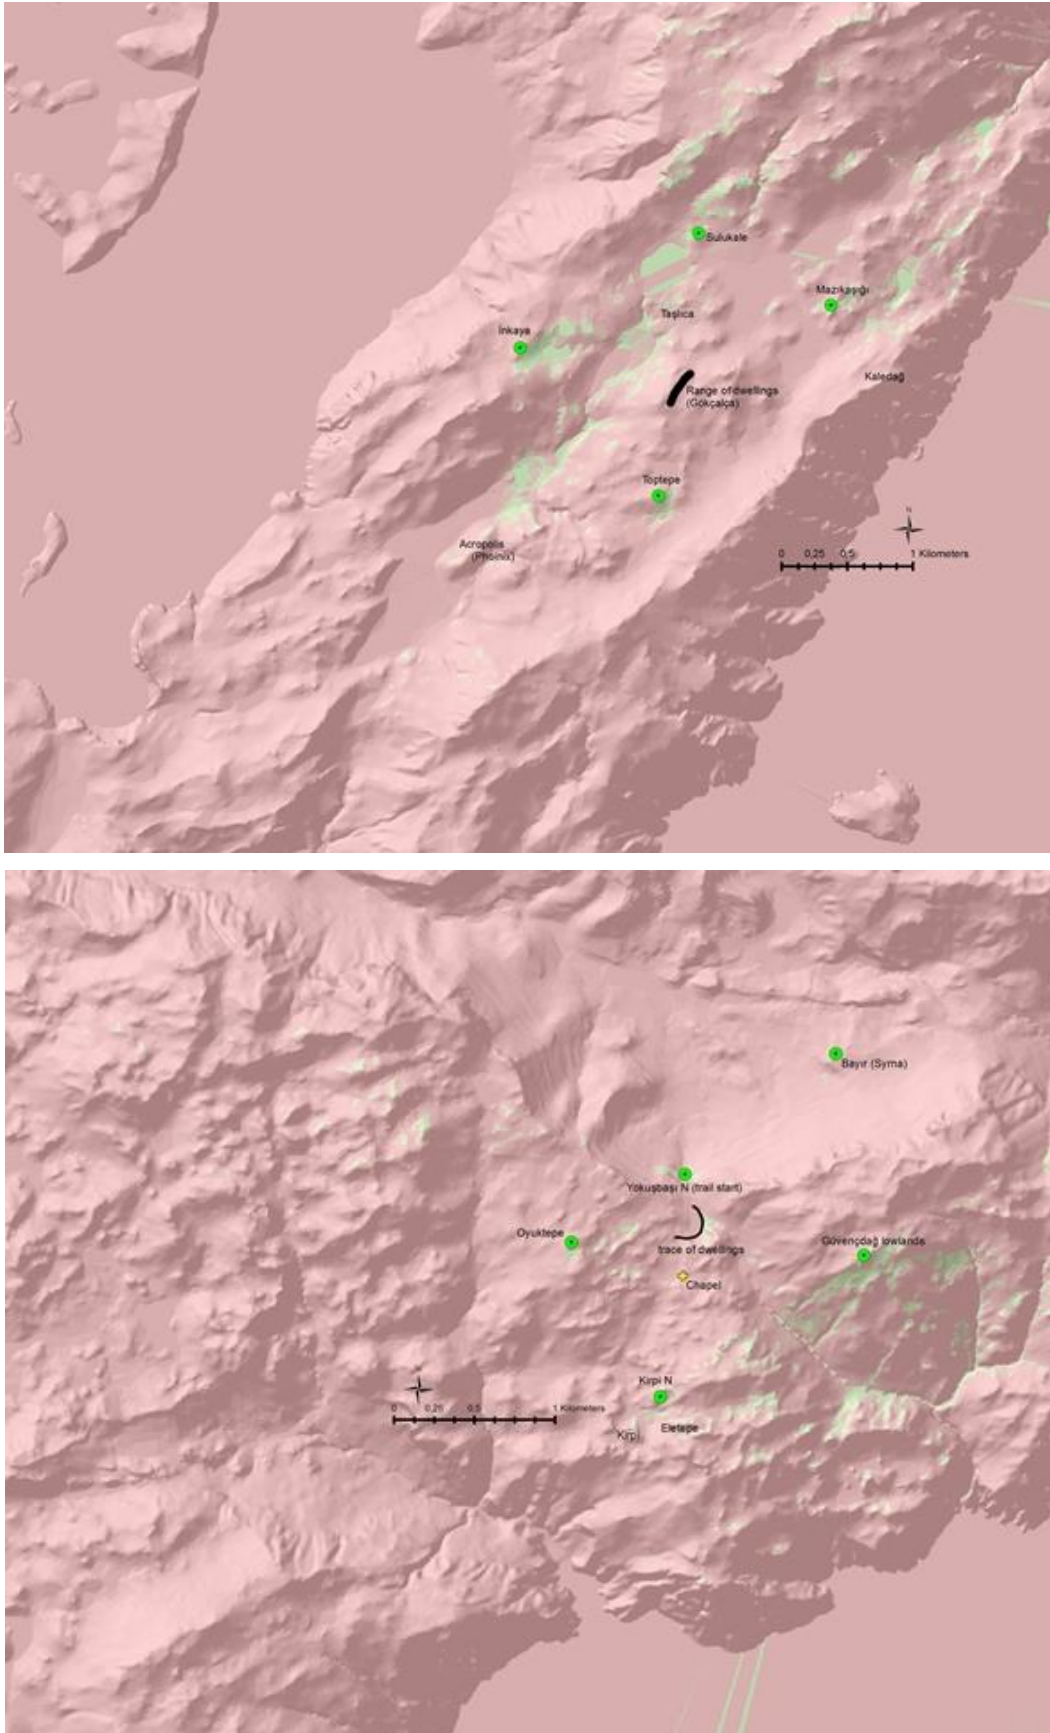 Sulukale
Mazıkaşığı
Taşlıca
İnkaya
Kaledağ
Range of dwellings
(Gökçalça)
Toptepe
N
Acropolis
(Phoinix)
0 0,25 0,5 1 Kilometers
Bayır (Syrna)
Yokuşbaşı N (trail start)
Oyuktepe
Güvençdağ lowlands
trace of dwellings
Chapel
Kirpi N
0 0,25 0,5 1 Kilometers
Eletepe
Kirpi